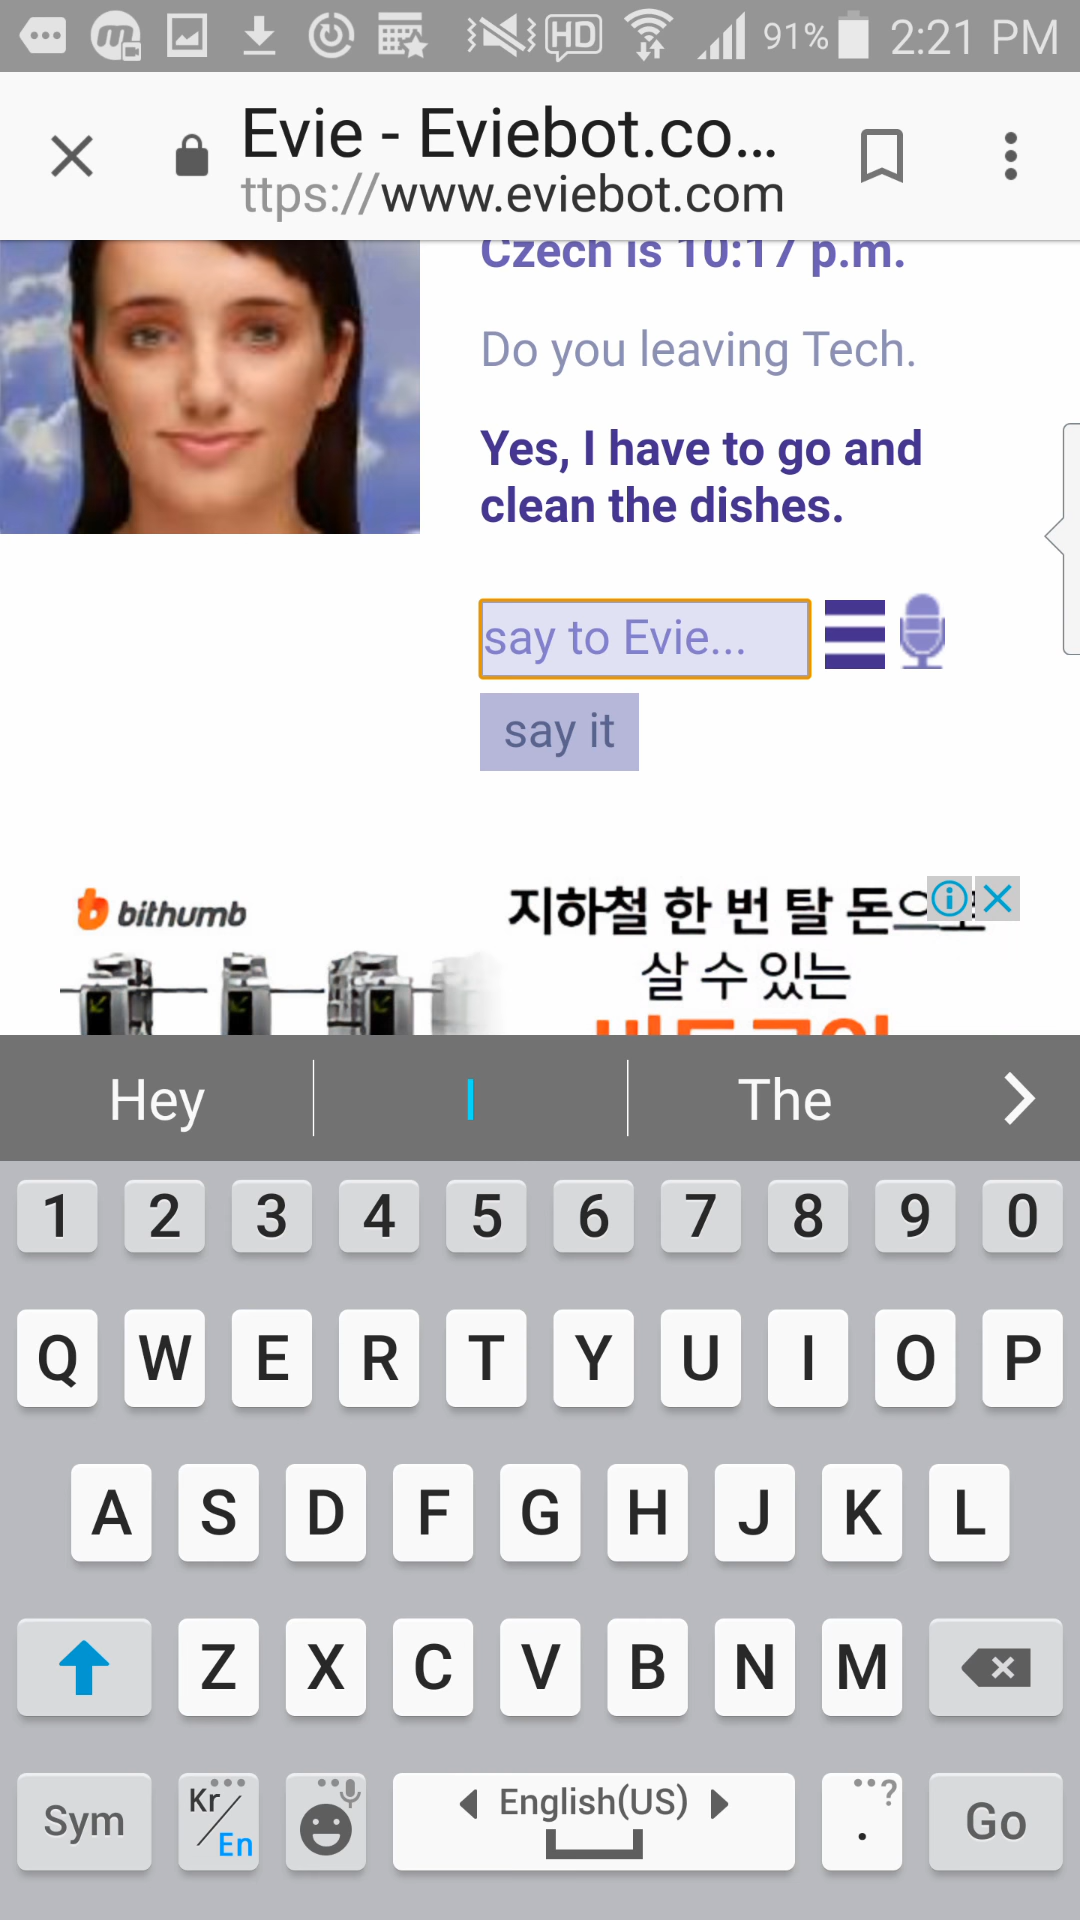 91% 2:21 PM
Evie - Eviebot.co...
ttps://www.eviebot.com
Czech is 10:17 p.m.
Do you leaving Tech.
Yes, I have to go and
clean the dishes.
say to Evie...
say it
bithumb
지하철 한 번 탈 돈으로
살 수 있는
Hey I The
1 2 3 4 5 6 7 8 9 0
Q W E R T Y U I O P
A S D F G H J K L
Z X C V B N M
Sym Kr/En English(US) . ? Go